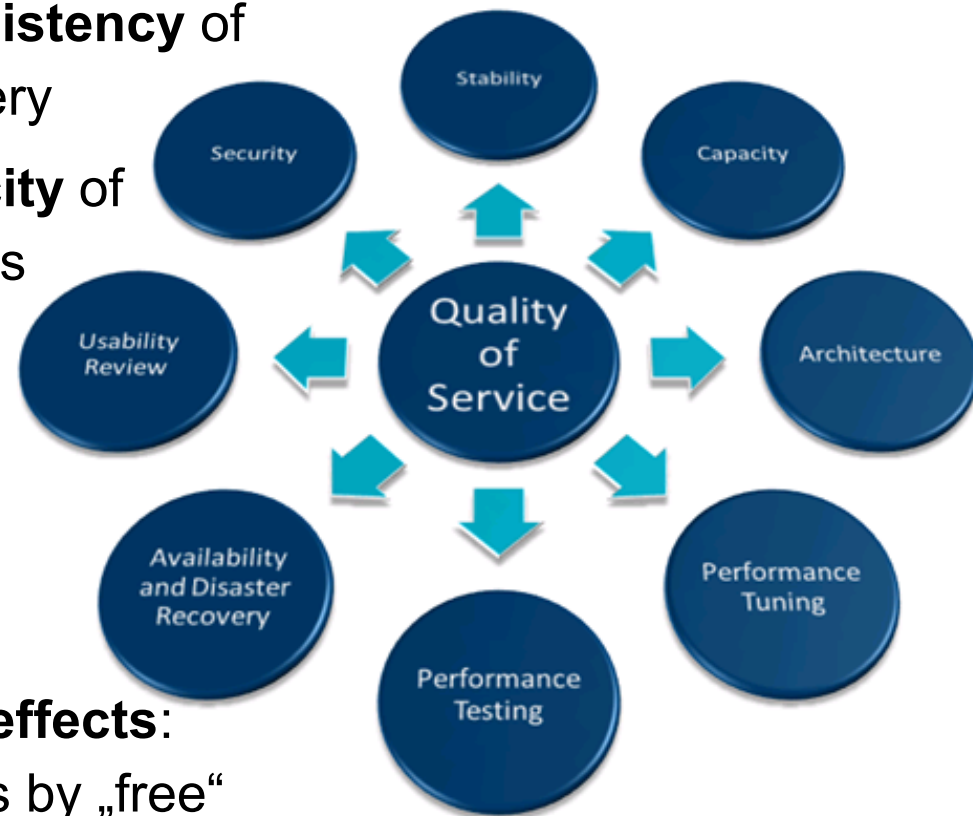 istency of
ery
city of
s
effects:
s by „free“
Stability
Security
Capacity
Quality
of
Service
Usability
Review
Architecture
Availability
and Disaster
Recovery
Performance
Tuning
Performance
Testing